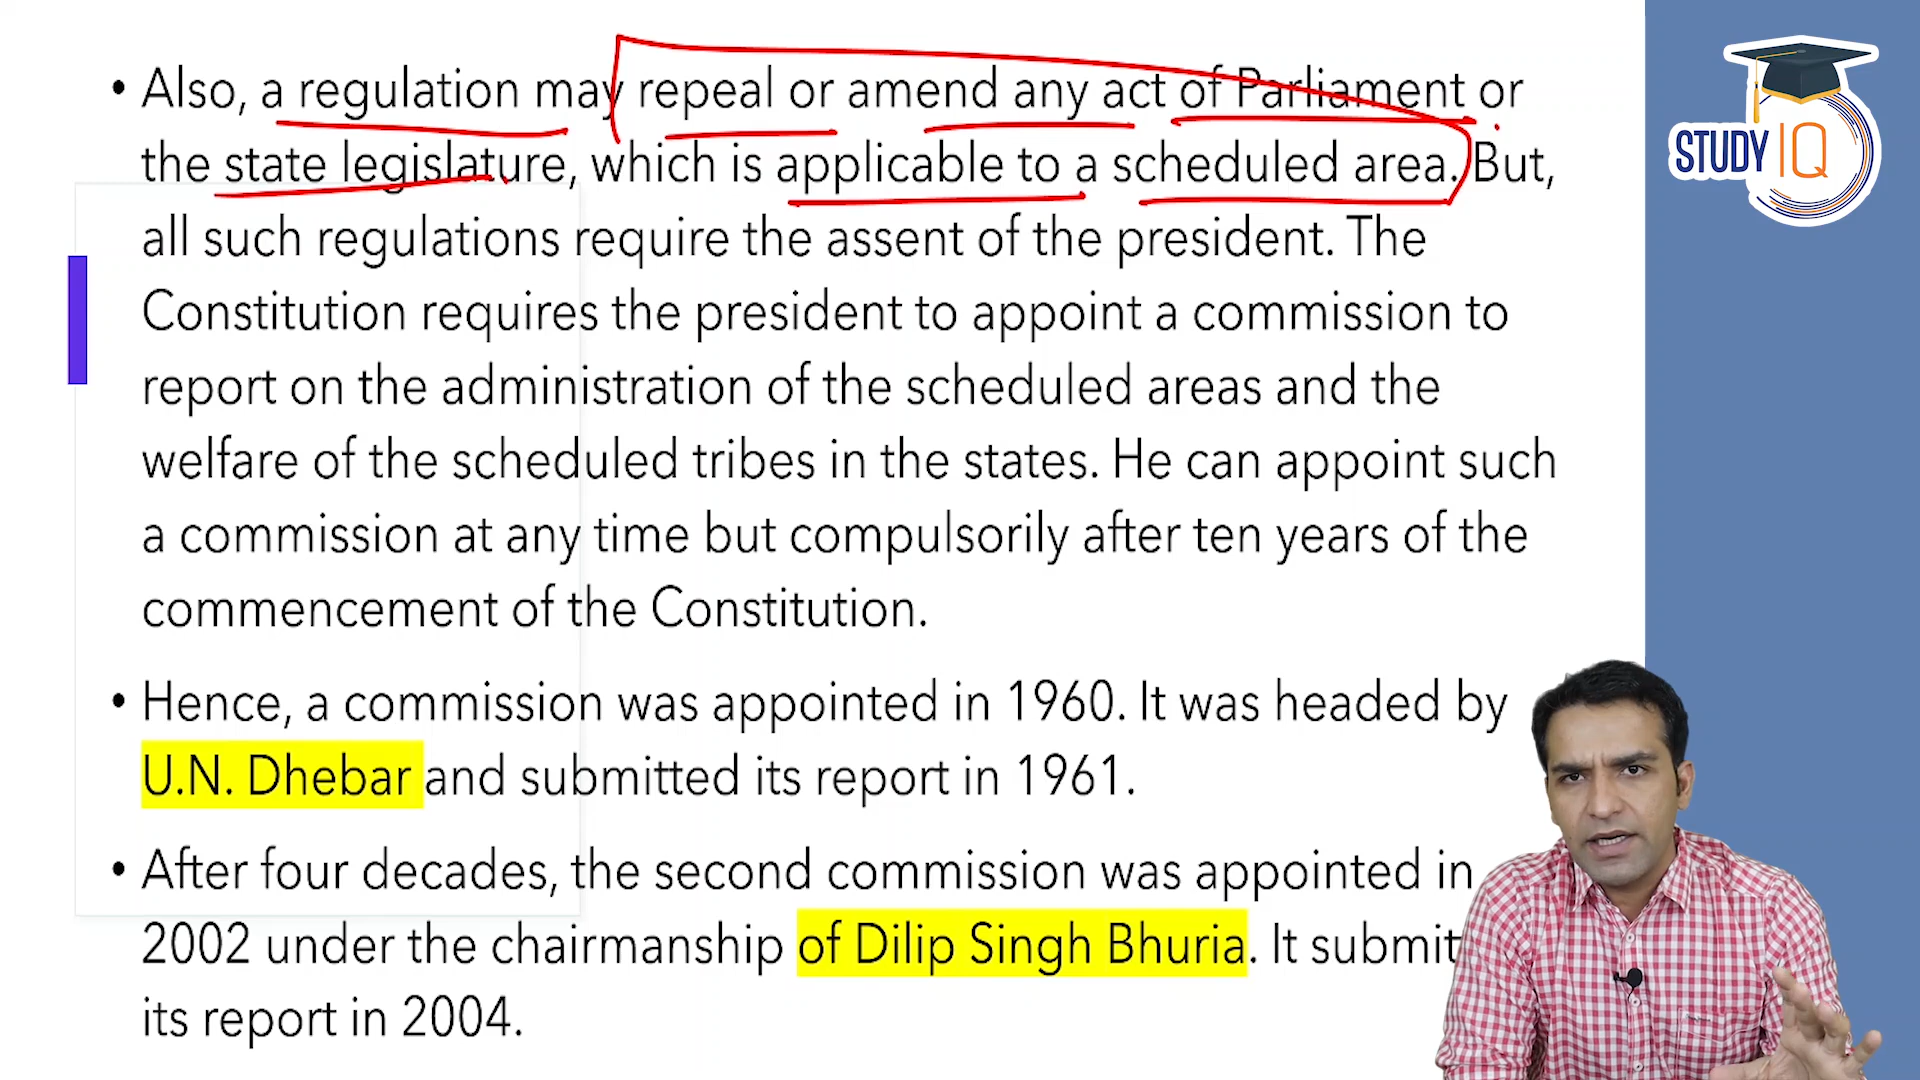 • Also, a regulation may repeal or amend any act of Parliament or
the state legislature, which is applicable to a scheduled area. But,
all such regulations require the assent of the president. The
Constitution requires the president to appoint a commission to
report on the administration of the scheduled areas and the
welfare of the scheduled tribes in the states. He can appoint such
a commission at any time but compulsorily after ten years of the
commencement of the Constitution.
• Hence, a commission was appointed in 1960. It was headed by
U.N. Dhebar and submitted its report in 1961.
• After four decades, the second commission was appointed in
2002 under the chairmanship of Dilip Singh Bhuria. It submit
its report in 2004.
STUDY IQ